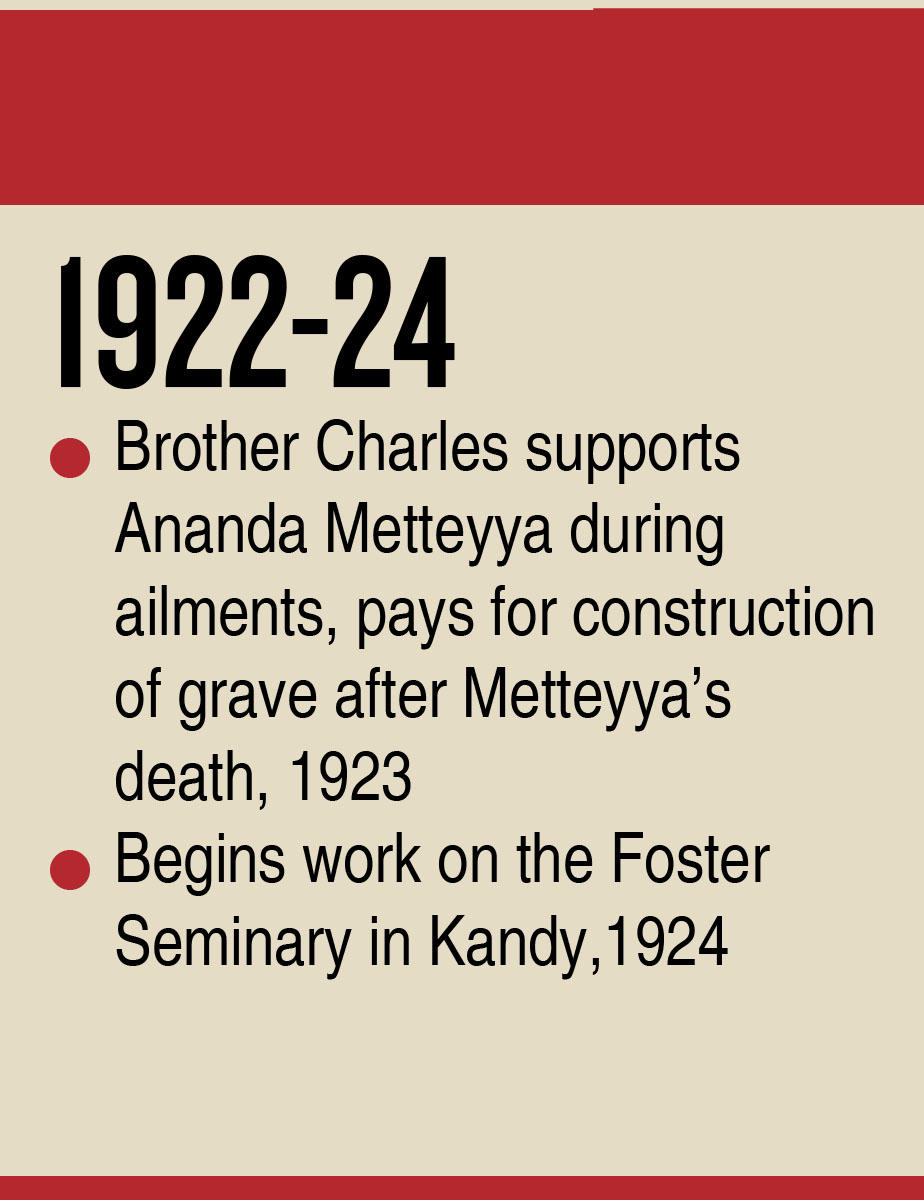 1922-24
Brother Charles supports
Ananda Metteyya during
ailments, pays for construction
of grave after Metteyya’s
death, 1923
Begins work on the Foster
Seminary in Kandy,1924